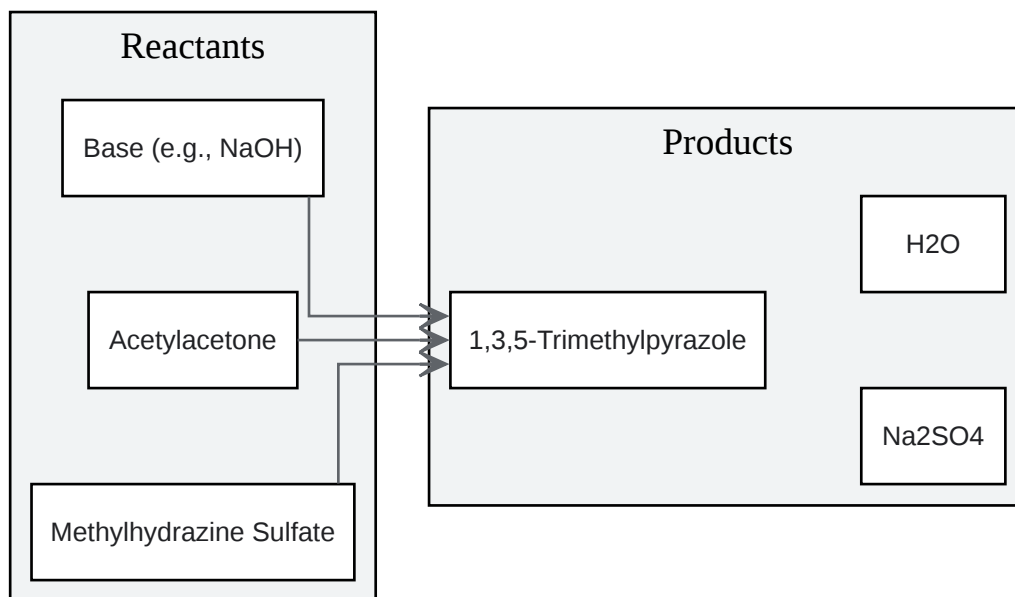 Reactants
Base (e.g., NaOH)
Acetylacetone
Methylhydrazine Sulfate
Products
H2O
1,3,5-Trimethylpyrazole
Na2SO4